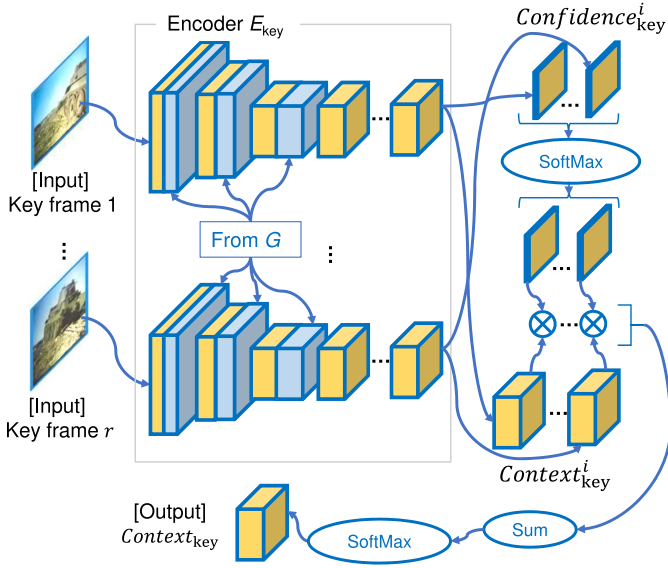 Encoder E_key
Confidence^i_key
[Input]
Key frame 1
...
SoftMax
From G
...
[Input]
Key frame r
Context^i_key
[Output]
Context_key
SoftMax
Sum